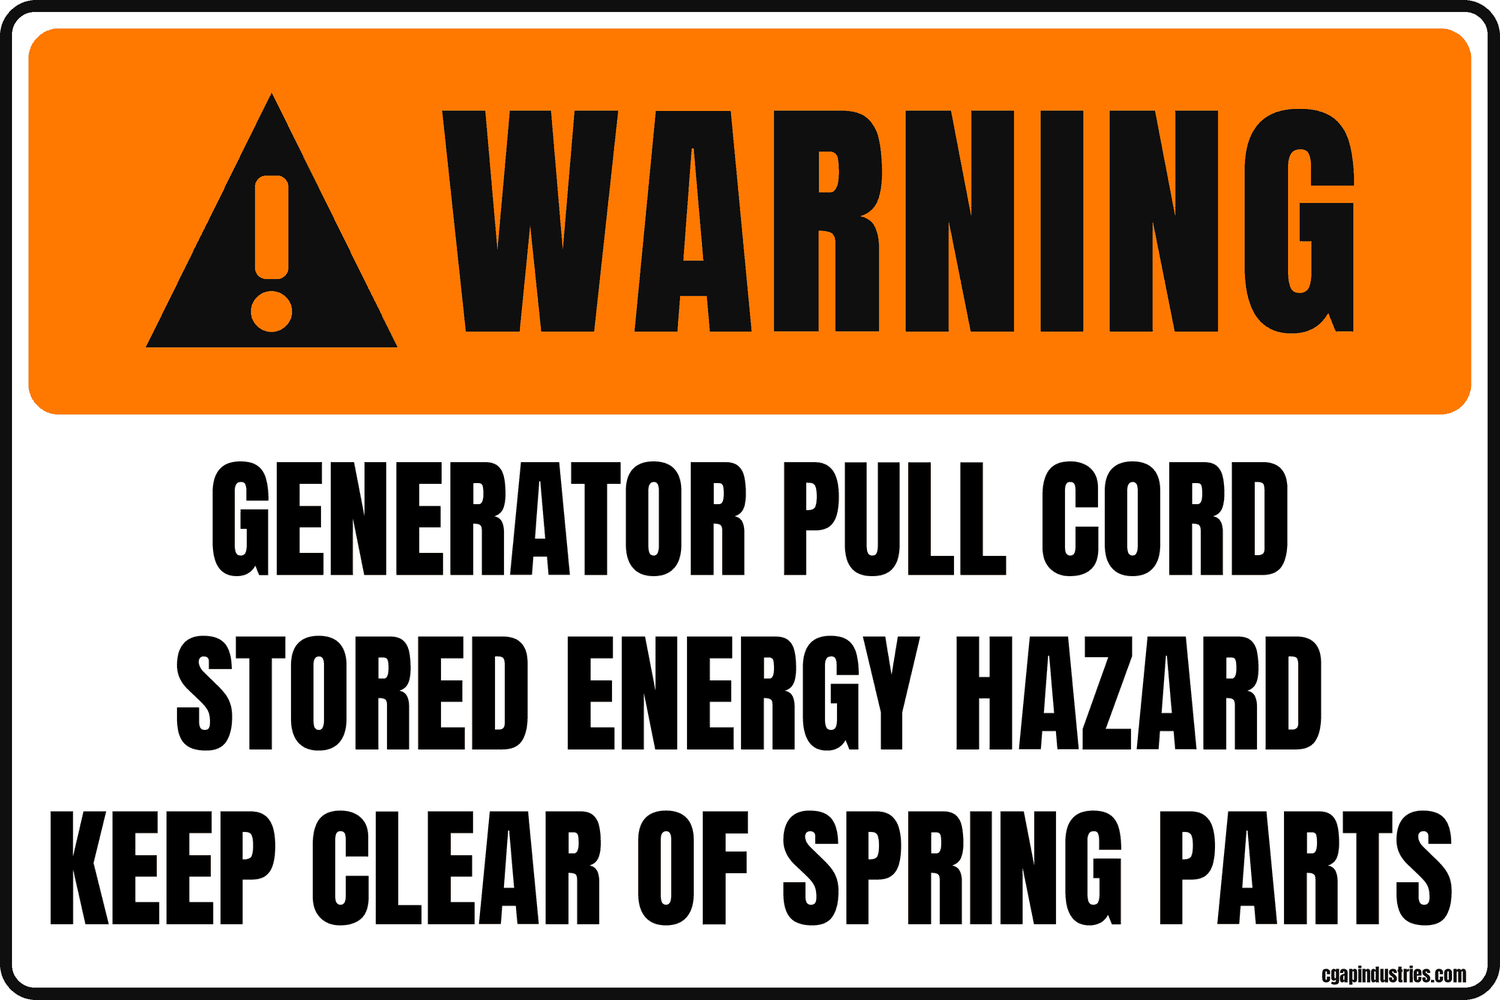 WARNING
GENERATOR PULL CORD
STORED ENERGY HAZARD
KEEP CLEAR OF SPRING PARTS
cgapindustries.com